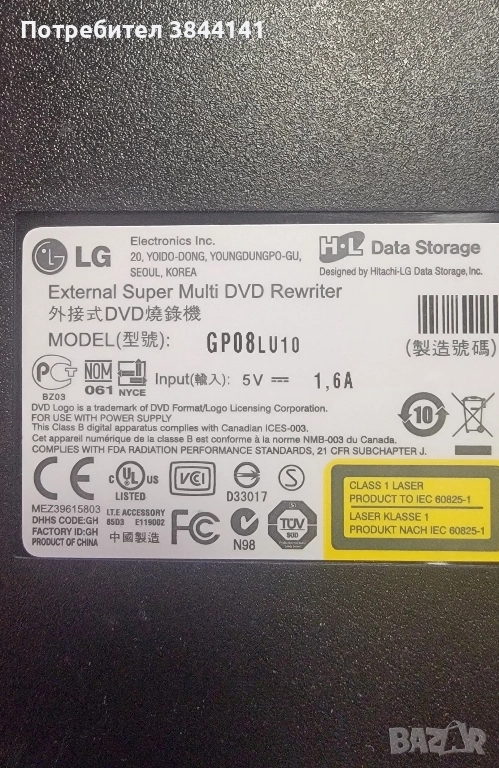 Потребител 3844141
LG
Electronics Inc.
20, YOIDO-DONG, YOUNGDUNGPO-GU,
SEOUL, KOREA
H·L Data Storage
Designed by Hitachi-LG Data Storage, Inc.
External Super Multi DVD Rewriter
外接式DVD燒錄機
MODEL(型號): GP08LU10
(製造號碼)
BZ03
NOM
061
NYCE
Input(輸入): 5V 1,6A
DVD Logo is a trademark of DVD Format/Logo Licensing Corporation.
FOR USE WITH POWER SUPPLY
This Class B digital apparatus complies with Canadian ICES-003.
Cet appareil numérique de la classe B est conforme à la norme NMB-003 du Canada.
COMPLIES WITH FDA RADIATION PERFORMANCE STANDARDS, 21 CFR SUBCHAPTER J.
10
CE
c UL US
LISTED
VCI
D33017
S
MEZ39615803
DHHS CODE:GH
FACTORY ID:GH
PRODUCT OF CHINA
I.T.E ACCESSORY
85D3 E119002
中國製造
FC
N98
TÜV
CLASS 1 LASER
PRODUCT TO IEC 60825-1
LASER KLASSE 1
PRODUKT NACH IEC 60825-1
BAZAR